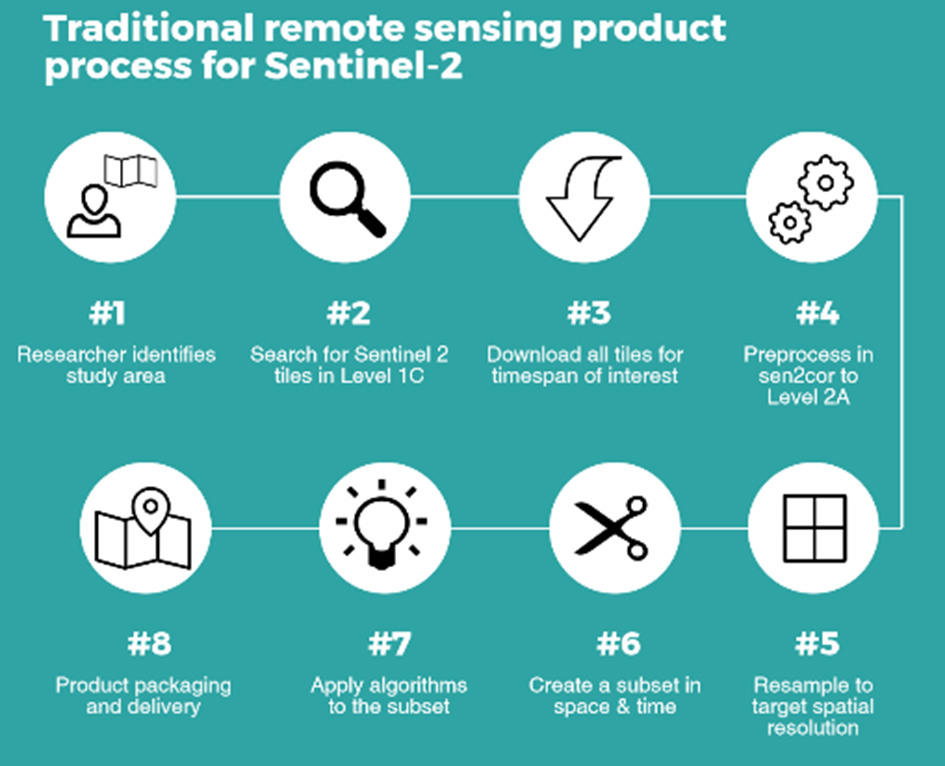 Traditional remote sensing product
process for Sentinel-2
#1
Researcher identifies
study area
#2
Search for Sentinel 2
tiles in Level 1C
#3
Download all tiles for
timespan of interest
#4
Preprocess in
sen2cor to
Level 2A
#5
Resample to
target spatial
resolution
#6
Create a subset in
space & time
#7
Apply algorithms
to the subset
#8
Product packaging
and delivery